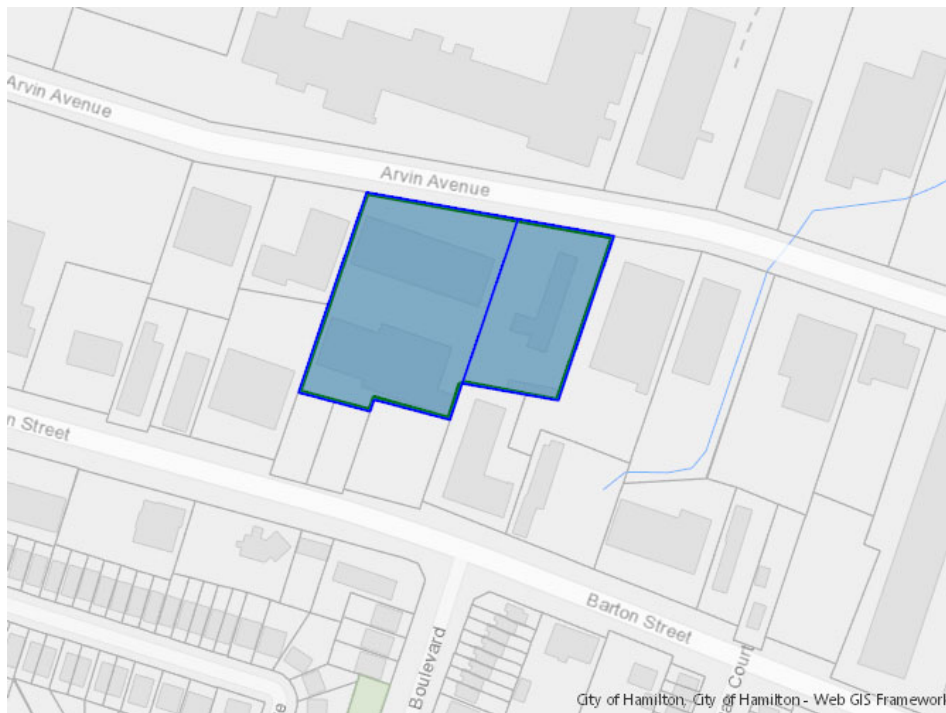 Arvin Avenue
Arvin Avenue
n Street
Barton Street
Boulevard
Court
City of Hamilton, City of Hamilton - Web GIS Framework